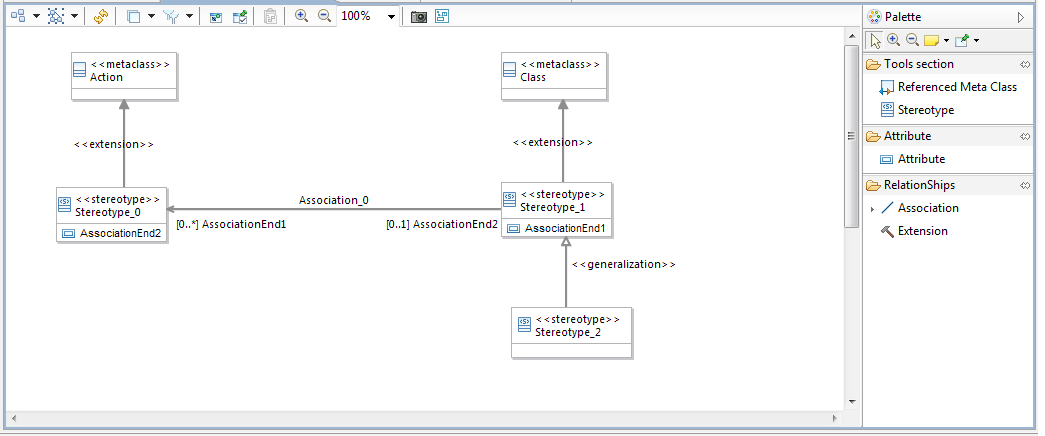 100%
Palette
<<metaclass>>
Action
<<metaclass>>
Class
Tools section
Referenced Meta Class
Stereotype
<<extension>>
<<extension>>
Attribute
Attribute
<<stereotype>>
Stereotype_0
AssociationEnd2
Association_0
[0..*] AssociationEnd1
[0..1] AssociationEnd2
<<stereotype>>
Stereotype_1
AssociationEnd1
RelationShips
Association
Extension
<<generalization>>
<<stereotype>>
Stereotype_2